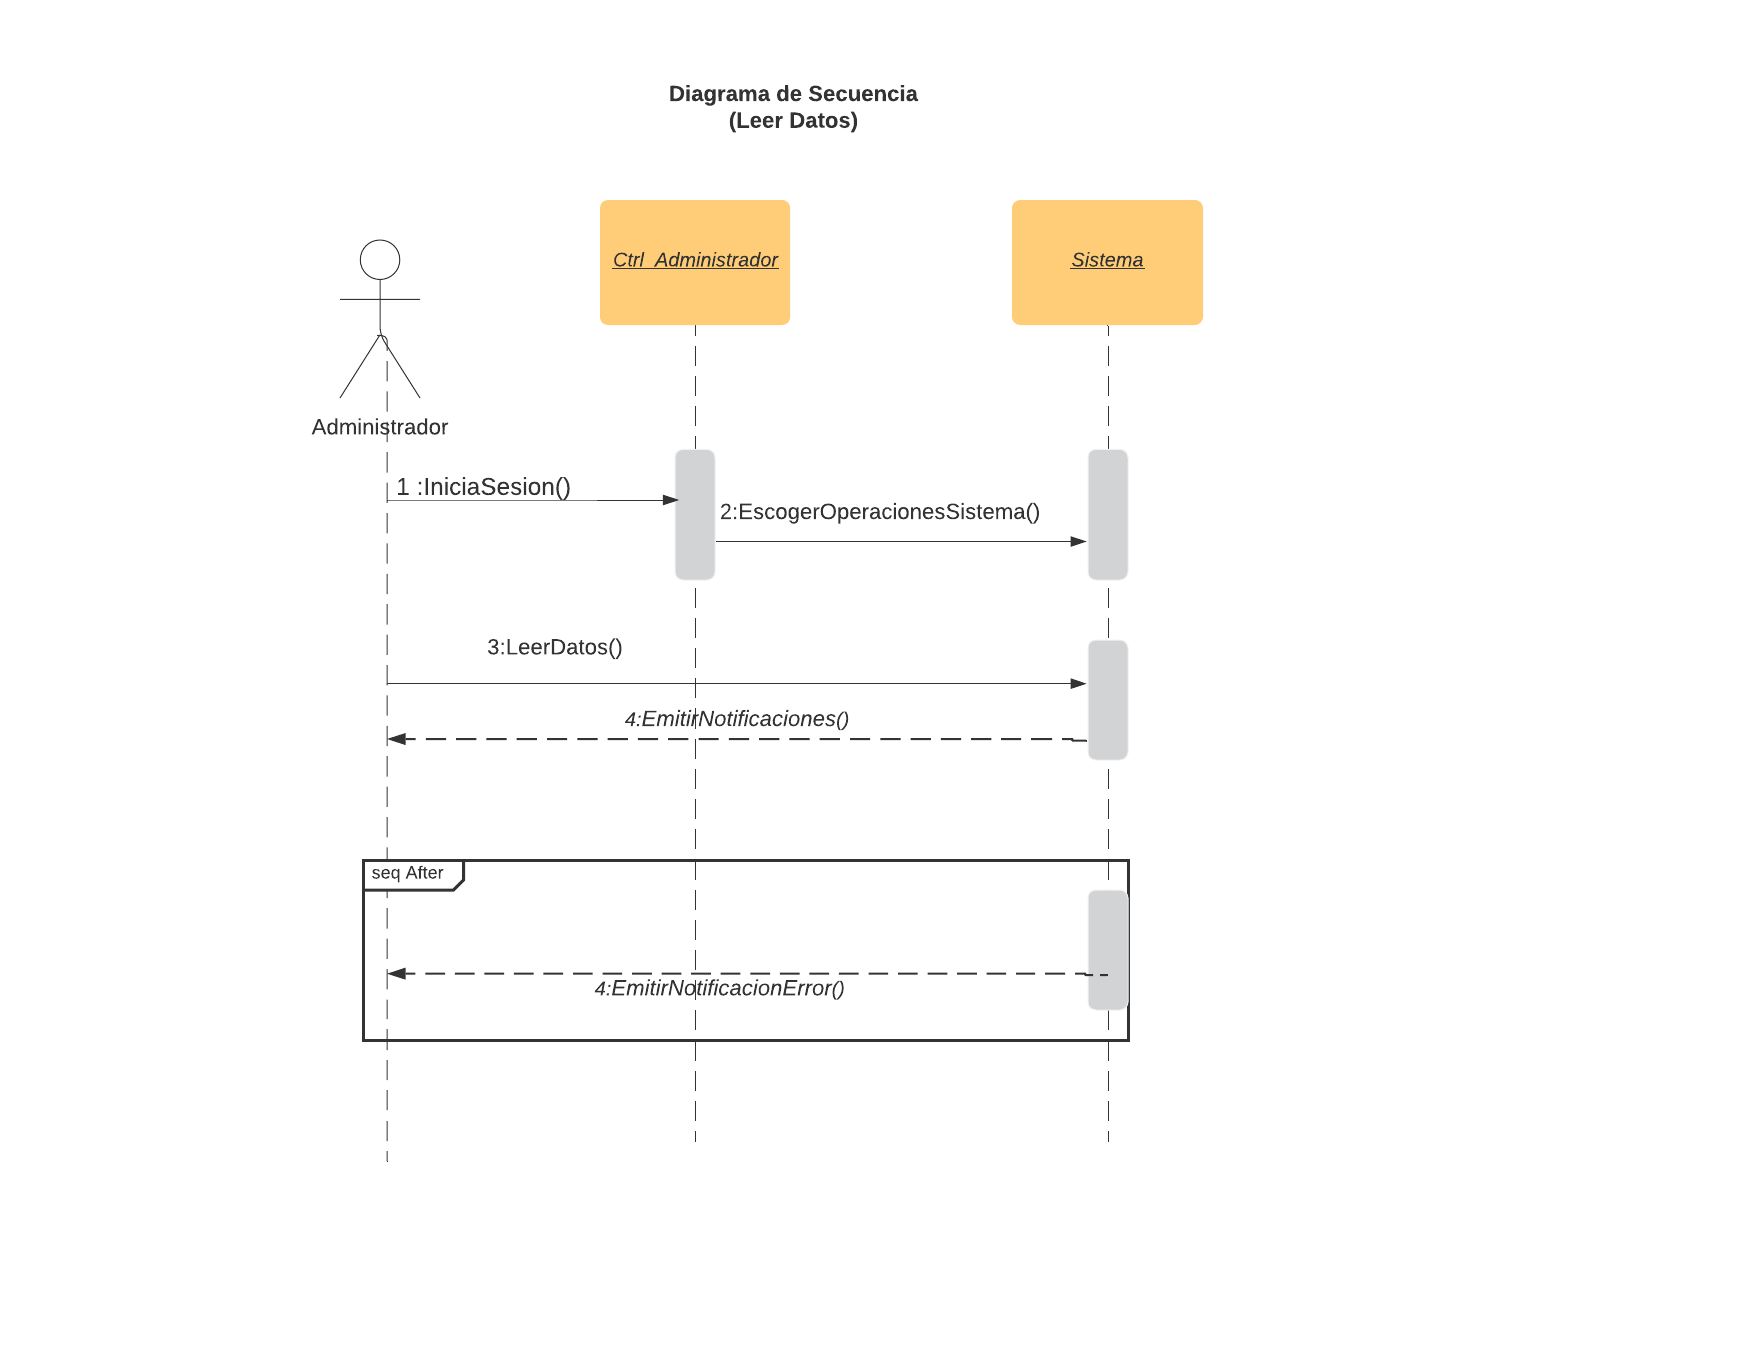 Diagrama de Secuencia
(Leer Datos)
Ctrl_Administrador
Sistema
Administrador
1 :IniciaSesion()
2:EscogerOperacionesSistema()
3:LeerDatos()
4:EmitirNotificaciones()
seq After
4:EmitirNotificacionError()